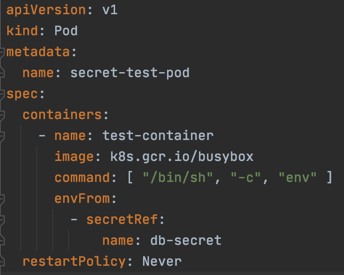 apiVersion: v1
kind: Pod
metadata:
  name: secret-test-pod
spec:
  containers:
    - name: test-container
      image: k8s.gcr.io/busybox
      command: [ "/bin/sh", "-c", "env" ]
      envFrom:
        - secretRef:
            name: db-secret
  restartPolicy: Never